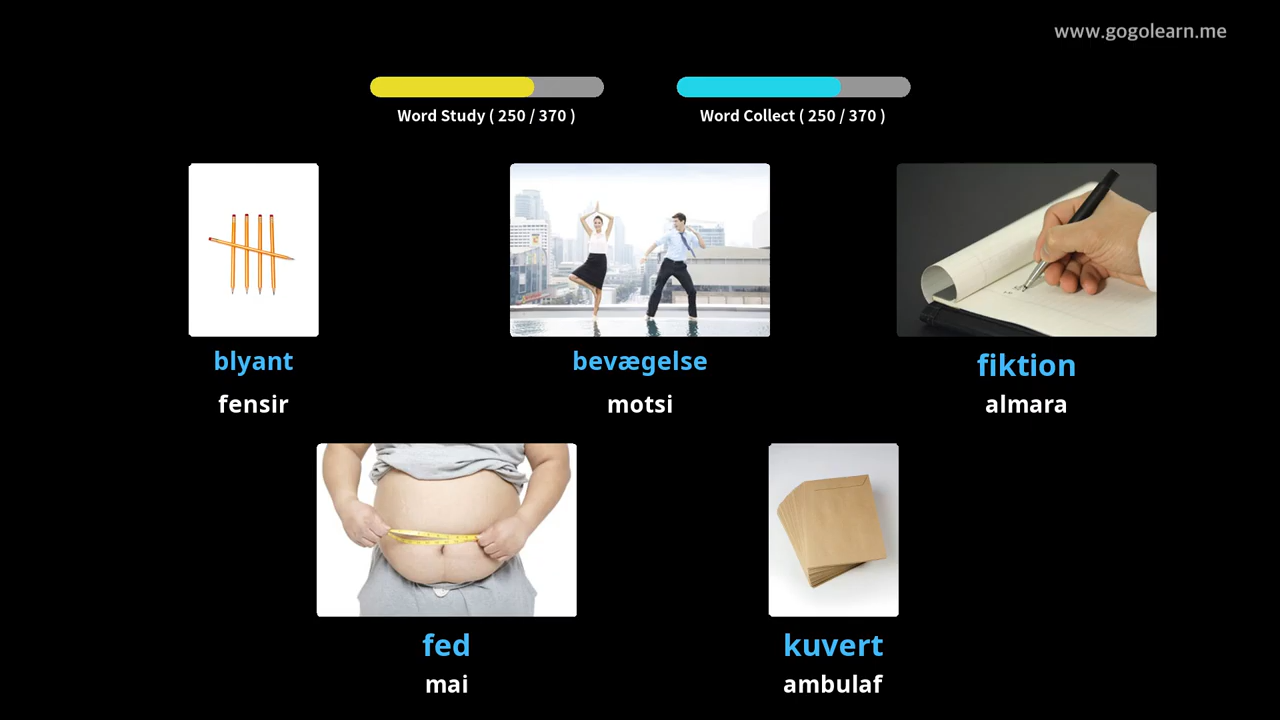 www.gogolearn.me
Word Study ( 250 / 370 )
Word Collect ( 250 / 370 )
blyant
fensir
bevægelse
motsi
fiktion
almara
fed
mai
kuvert
ambulaf